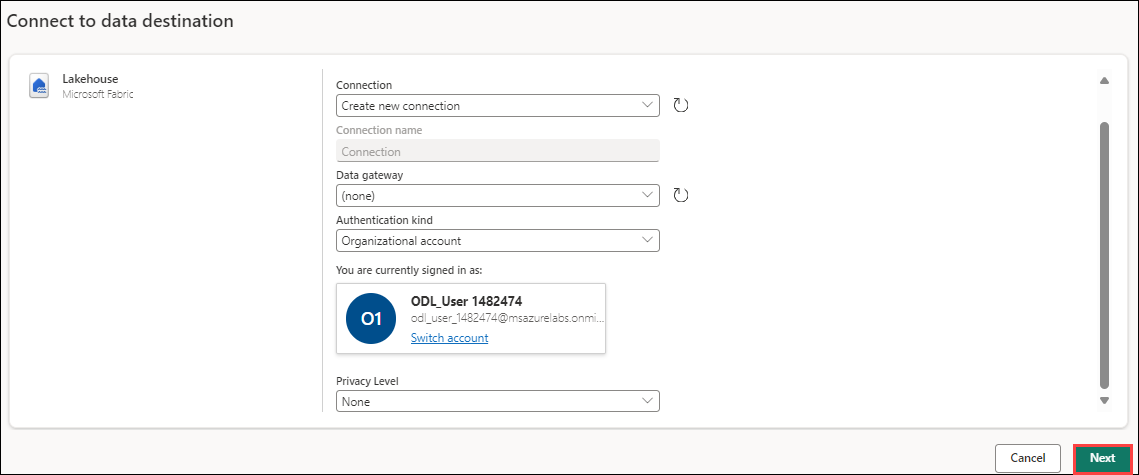 Connect to data destination
Lakehouse
Microsoft Fabric
Connection
Create new connection
Connection name
Connection
Data gateway
(none)
Authentication kind
Organizational account
You are currently signed in as:
O1
ODL_User 1482474
odl_user_1482474@msazurelabs.onmi...
Switch account
Privacy Level
None
Cancel
Next